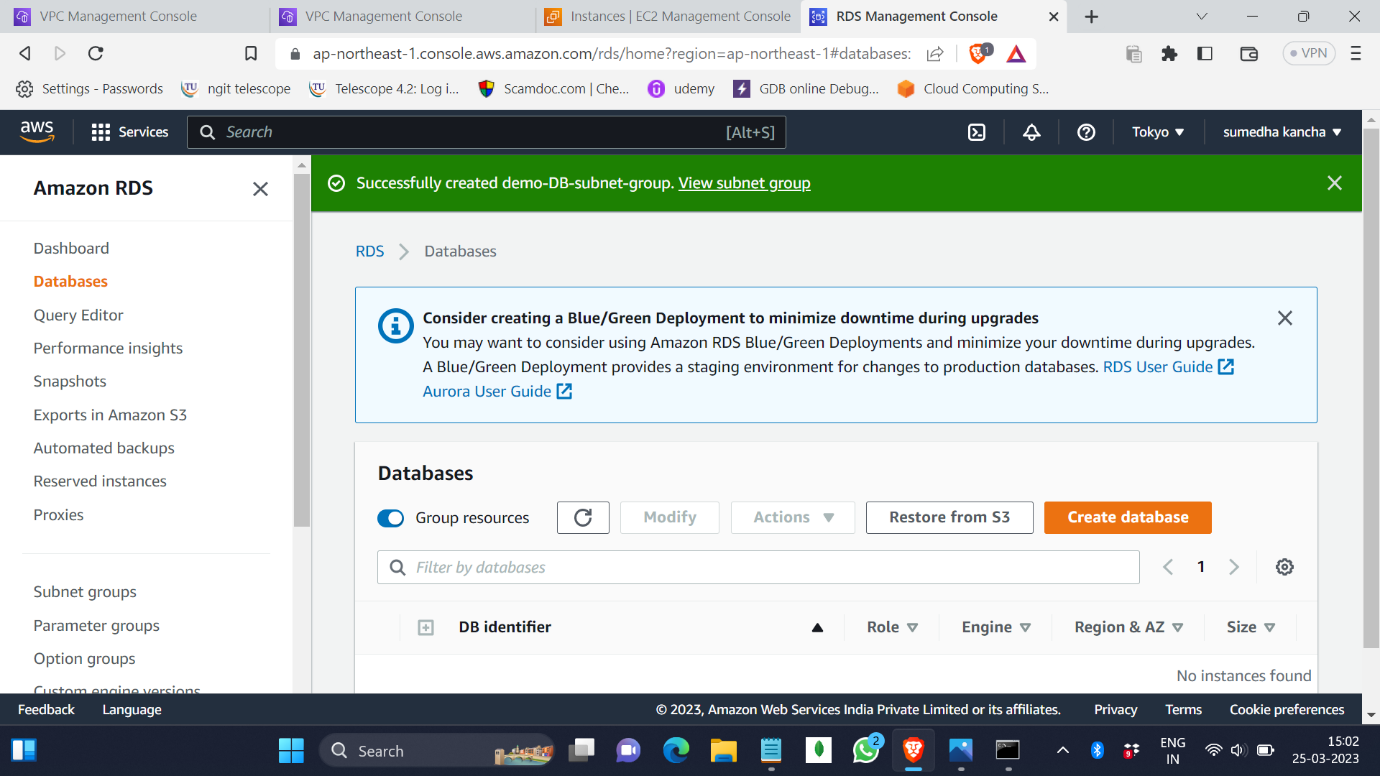 VPC Management Console
VPC Management Console
Instances | EC2 Management Console
RDS Management Console
ap-northeast-1.console.aws.amazon.com/rds/home?region=ap-northeast-1#databases:
1
VPN
Settings - Passwords
ngit telescope
Telescope 4.2: Log i...
Scamdoc.com | Che...
udemy
GDB online Debug...
Cloud Computing S...
aws
Services
Search
[Alt+S]
Tokyo
sumedha kancha
Amazon RDS
Successfully created demo-DB-subnet-group. View subnet group
Dashboard
Databases
Query Editor
Performance insights
Snapshots
Exports in Amazon S3
Automated backups
Reserved instances
Proxies
Subnet groups
Parameter groups
Option groups
Custom engine versions
RDS
Databases
Consider creating a Blue/Green Deployment to minimize downtime during upgrades
You may want to consider using Amazon RDS Blue/Green Deployments and minimize your downtime during upgrades.
A Blue/Green Deployment provides a staging environment for changes to production databases. RDS User Guide
Aurora User Guide
Databases
Group resources
Modify
Actions
Restore from S3
Create database
Filter by databases
1
DB identifier
Role
Engine
Region & AZ
Size
No instances found
Feedback
Language
© 2023, Amazon Web Services India Private Limited or its affiliates.
Privacy
Terms
Cookie preferences
Search
2
ENG
IN
15:02
25-03-2023